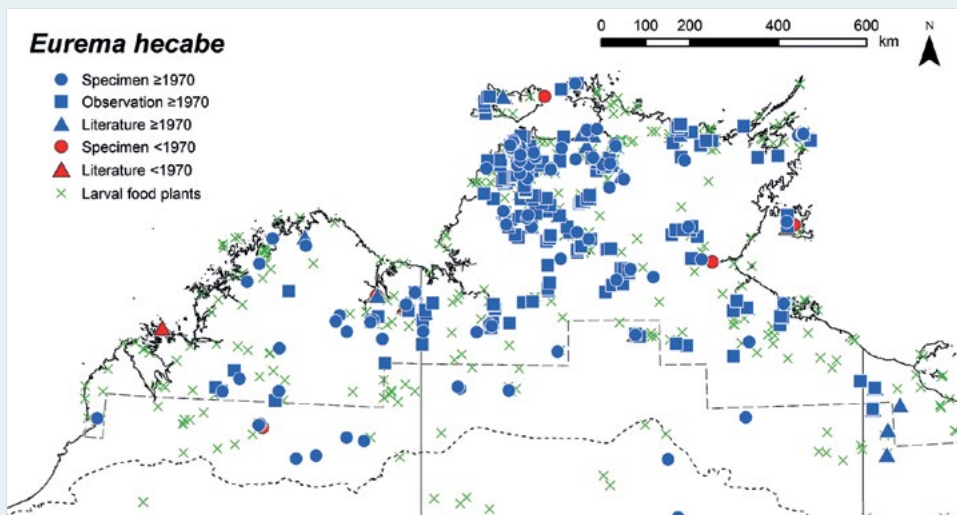 Eurema hecabe
Specimen ≥1970
Observation ≥1970
Literature ≥1970
Specimen <1970
Literature <1970
Larval food plants
0 100 200 400 600
km
N